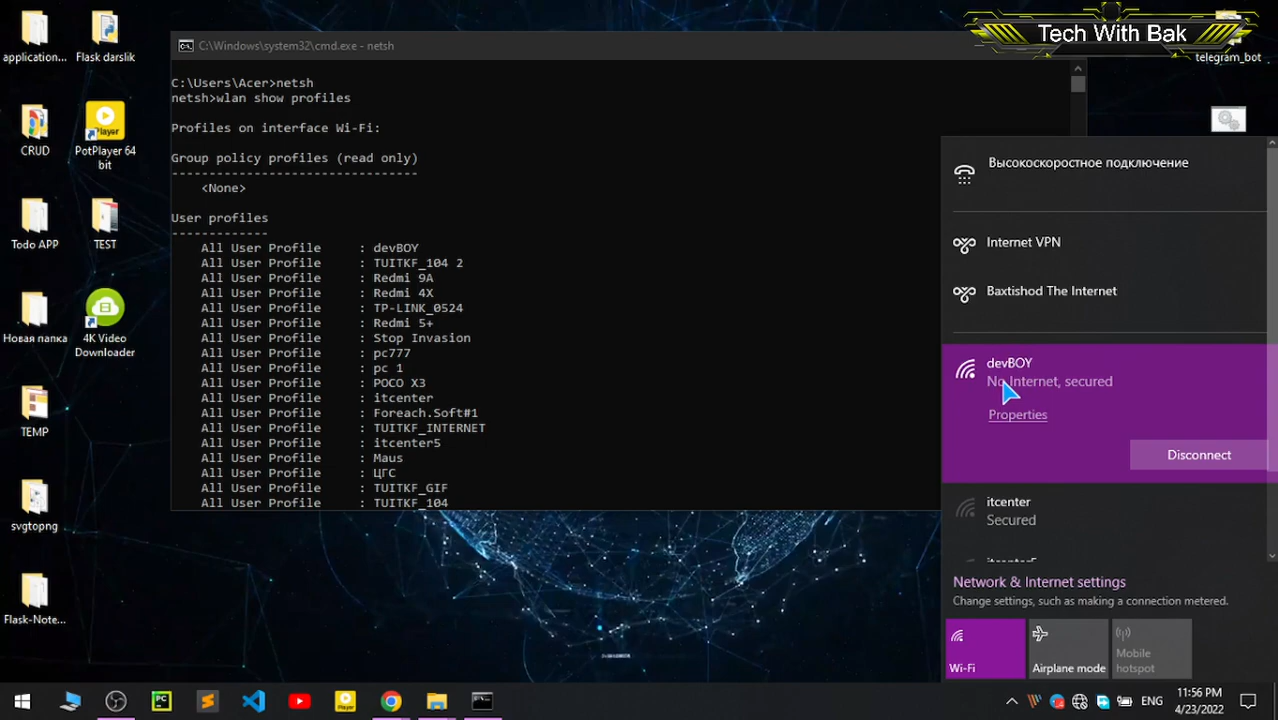 Tech With Bak
application...
Flask darslik
telegram_bot
CRUD
Player
PotPlayer 64
bit
Todo APP
TEST
Новая папка
4K Video
Downloader
TEMP
svgtopng
Flask-Note...
C:\Windows\system32\cmd.exe - netsh
C:\Users\Acer>netsh
netsh>wlan show profiles
Profiles on interface Wi-Fi:
Group policy profiles (read only)
---------------------------------
<None>
User profiles
-------------
All User Profile : devBOY
All User Profile : TUITKF_104 2
All User Profile : Redmi 9A
All User Profile : Redmi 4X
All User Profile : TP-LINK_0524
All User Profile : Redmi 5+
All User Profile : Stop Invasion
All User Profile : pc777
All User Profile : pc 1
All User Profile : POCO X3
All User Profile : itcenter
All User Profile : Foreach.Soft#1
All User Profile : TUITKF_INTERNET
All User Profile : itcenter5
All User Profile : Maus
All User Profile : ЦГС
All User Profile : TUITKF_GIF
All User Profile : TUITKF_104
Высокоскоростное подключение
Internet VPN
Baxtishod The Internet
devBOY
No Internet, secured
Properties
Disconnect
itcenter
Secured
Network & Internet settings
Change settings, such as making a connection metered.
Wi-Fi
Airplane mode
Mobile
hotspot
PC
Player
ENG
11:56 PM
4/23/2022